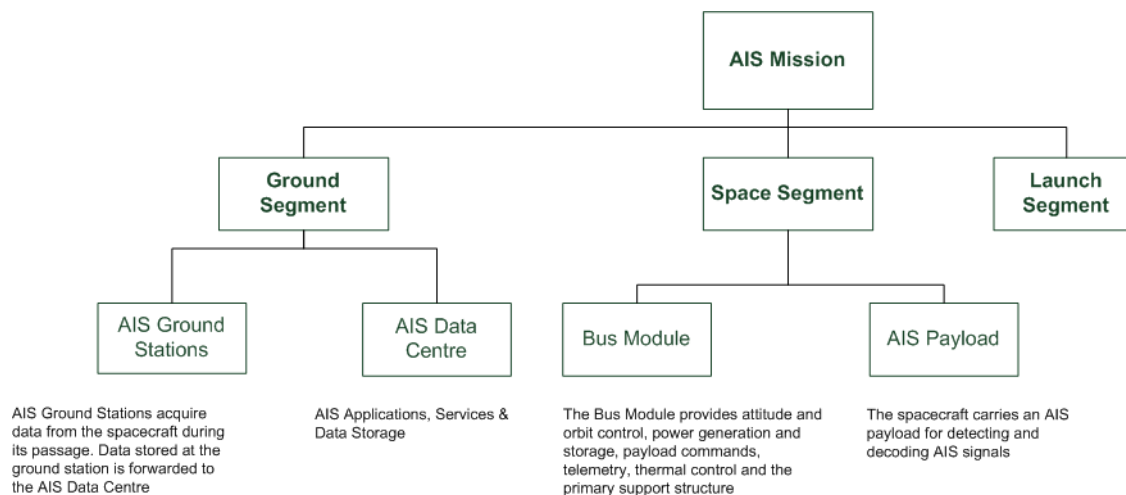 AIS Mission
Ground
Segment
Space Segment
Launch
Segment
AIS Ground
Stations
AIS Data
Centre
Bus Module
AIS Payload
AIS Ground Stations acquire
data from the spacecraft during
its passage. Data stored at the
ground station is forwarded to
the AIS Data Centre
AIS Applications, Services &
Data Storage
The Bus Module provides attitude and
orbit control, power generation and
storage, payload commands,
telemetry, thermal control and the
primary support structure
The spacecraft carries an AIS
payload for detecting and
decoding AIS signals